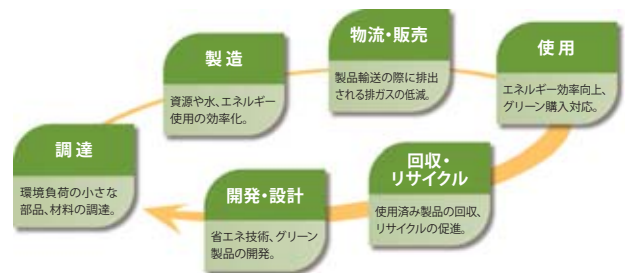 調達
環境負荷の小さな
部品、材料の調達。
製造
資源や水、エネルギー
使用の効率化。
物流・販売
製品輸送の際に排出
される排ガスの低減。
使用
エネルギー効率向上、
グリーン購入対応。
回収・
リサイクル
使用済み製品の回収、
リサイクルの促進。
開発・設計
省エネ技術、グリーン
製品の開発。